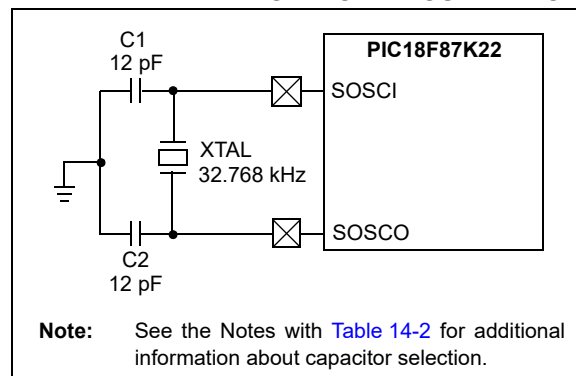 C1
12 pF
PIC18F87K22
SOSCI
XTAL
32.768 kHz
SOSCO
C2
12 pF
Note: See the Notes with Table 14-2 for additional
information about capacitor selection.